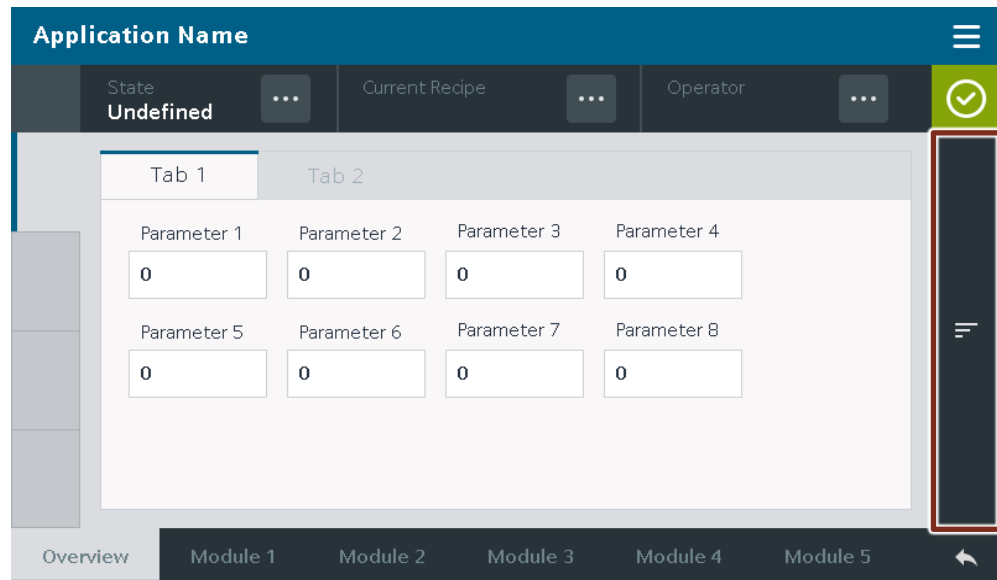 Application Name
State
Undefined
...
Current Recipe
...
Operator
...
Tab 1 Tab 2
Parameter 1 Parameter 2 Parameter 3 Parameter 4
0 0 0 0
Parameter 5 Parameter 6 Parameter 7 Parameter 8
0 0 0 0
Overview Module 1 Module 2 Module 3 Module 4 Module 5